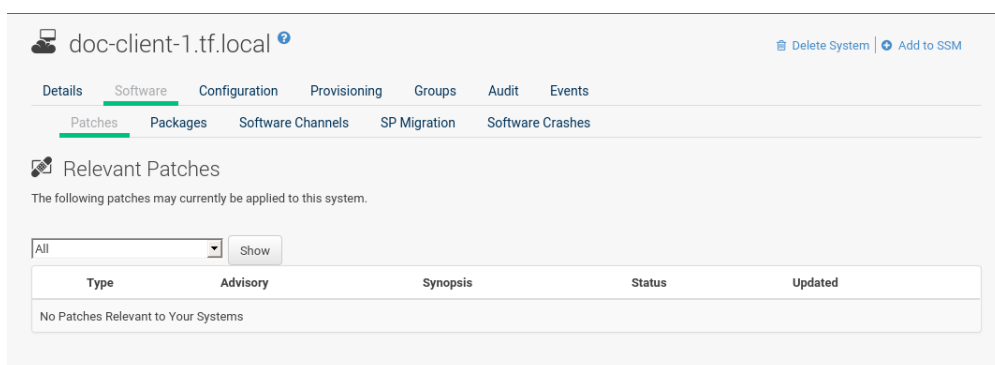 doc-client-1.tf.local ?
Delete System | Add to SSM
Details Software Configuration Provisioning Groups Audit Events
Patches Packages Software Channels SP Migration Software Crashes
Relevant Patches
The following patches may currently be applied to this system.
All Show
Type Advisory Synopsis Status Updated
No Patches Relevant to Your Systems